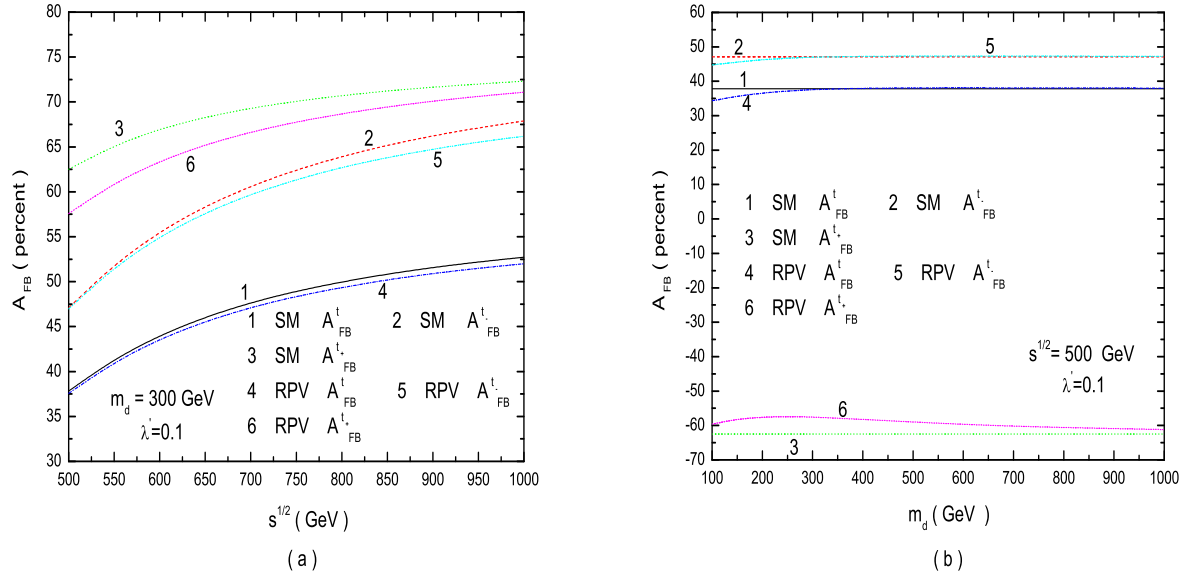 80
75
70
65
60
55
50
45
40
35
30
A FB ( percent )
3
6
2
5
1
4
1 SM A^t_FB 2 SM A^t-_FB
3 SM A^t+_FB
4 RPV A^t_FB 5 RPV A^t-_FB
6 RPV A^t+_FB
m_d = 300 GeV
λ'=0.1
500 550 600 650 700 750 800 850 900 950 1000
s^1/2 ( GeV )
( a )
60
50
40
30
20
10
0
-10
-20
-30
-40
-50
-60
-70
A FB ( percent )
2
5
1
4
1 SM A^t_FB 2 SM A^t-_FB
3 SM A^t+_FB
4 RPV A^t_FB 5 RPV A^t-_FB
6 RPV A^t+_FB
s^1/2= 500 GeV
λ'=0.1
6
3
100 200 300 400 500 600 700 800 900 1000
m_d ( GeV )
( b )